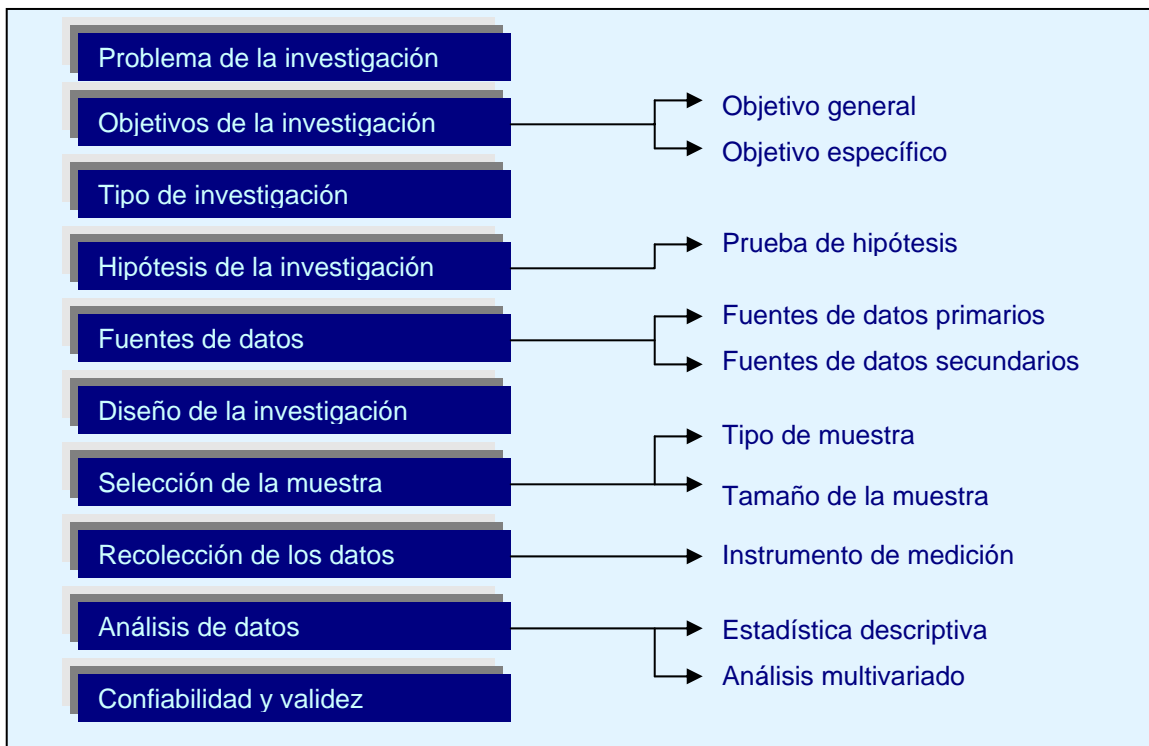 Problema de la investigación
Objetivos de la investigación
Objetivo general
Objetivo específico
Tipo de investigación
Hipótesis de la investigación
Prueba de hipótesis
Fuentes de datos
Fuentes de datos primarios
Fuentes de datos secundarios
Diseño de la investigación
Selección de la muestra
Tipo de muestra
Tamaño de la muestra
Recolección de los datos
Instrumento de medición
Análisis de datos
Estadística descriptiva
Análisis multivariado
Confiabilidad y validez